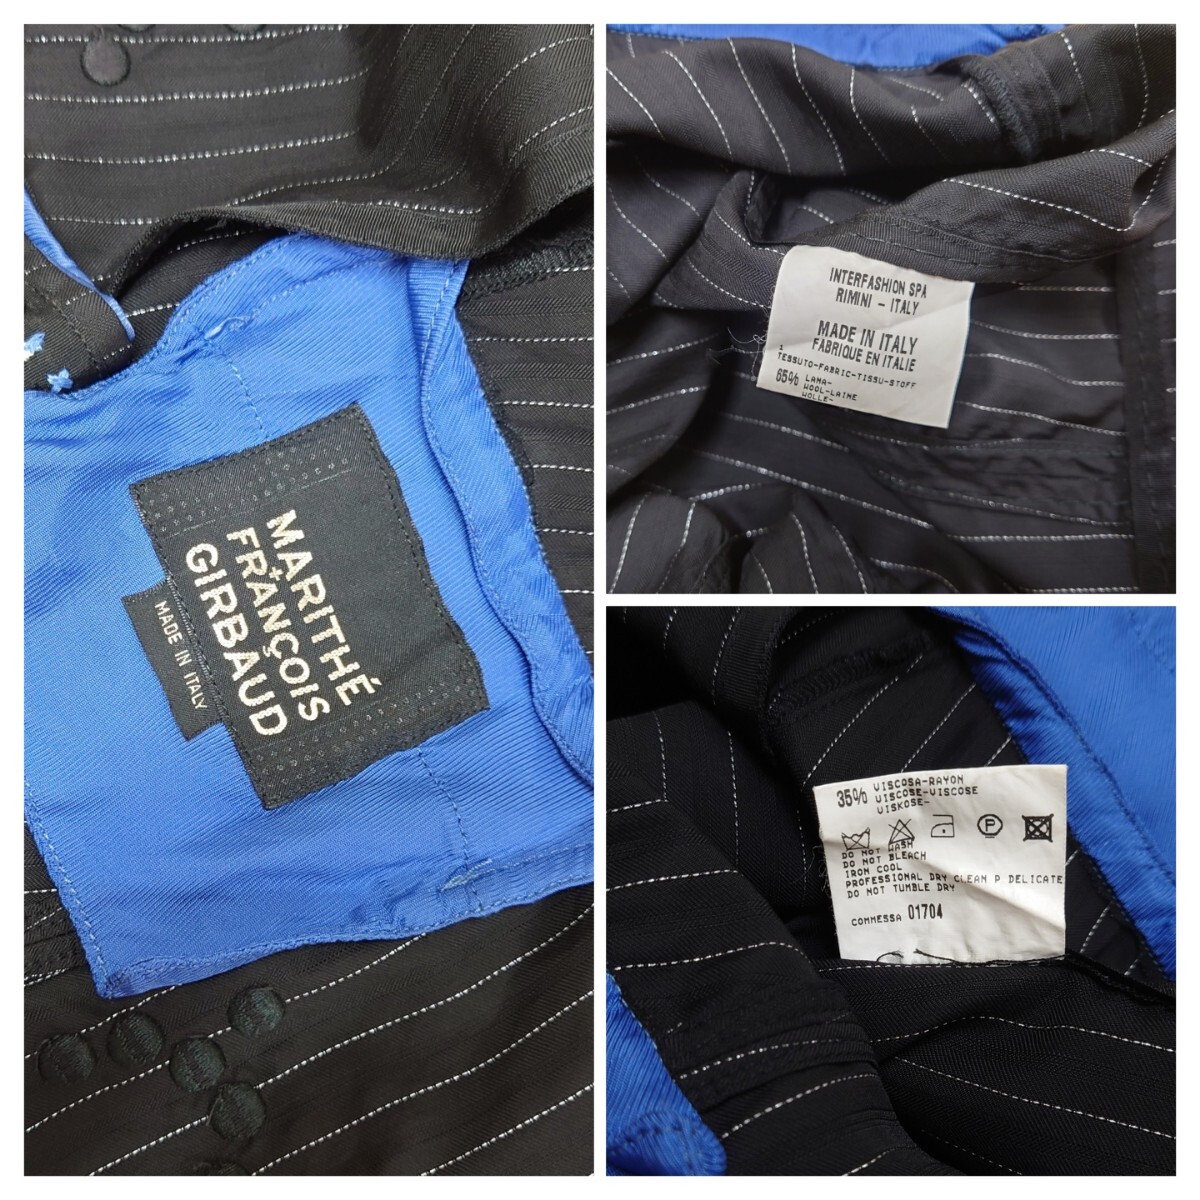 MARITHÉ
FRANÇOIS
GIRBAUD
MADE IN ITALY
INTERFASHION SPA
RIMINI - ITALY
MADE IN ITALY
FABRIQUE EN ITALIE
1
TESSUTO-FABRIC-TISSU-STOFF
65% LANA-
WOOL-LAINE
WOLLE-
35% VISCOSA-RAYON
VISCOSE-VISCOSE
VISKOSE-
P
DO NOT WASH
DO NOT BLEACH
IRON COOL
PROFESSIONAL DRY CLEAN P DELICATE
DO NOT TUMBLE DRY
COMMESSA 01704